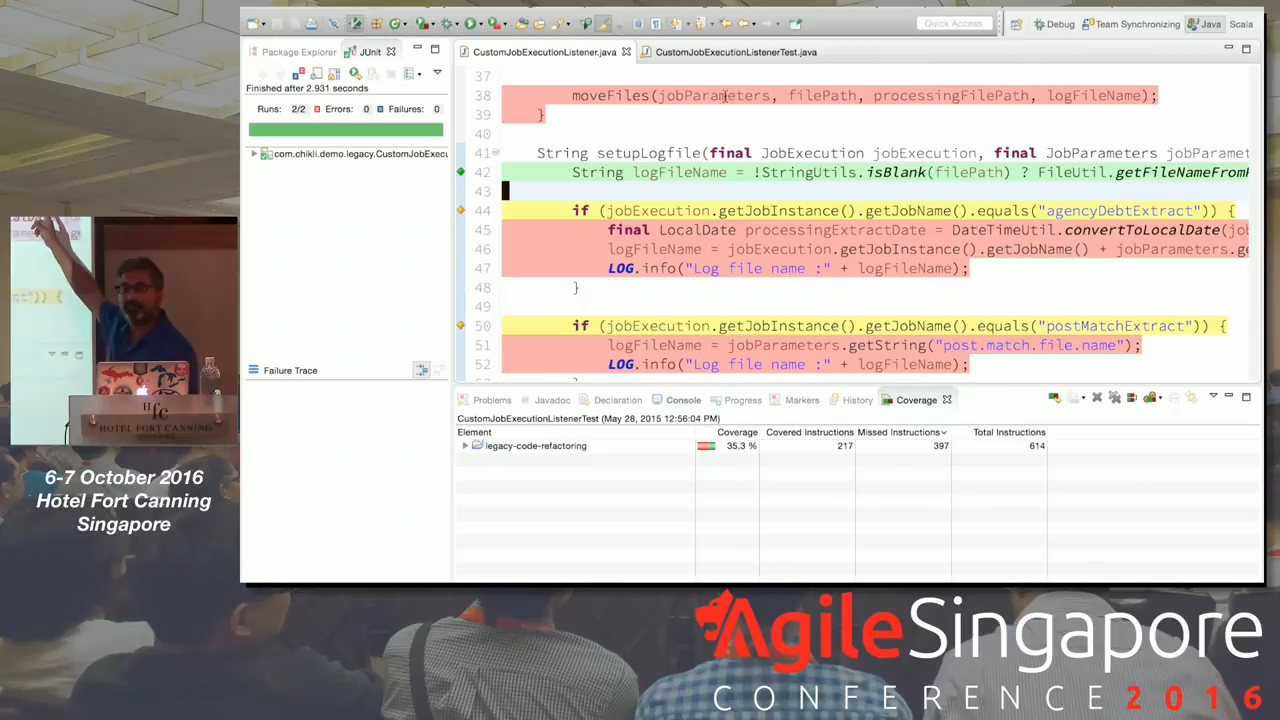 Quick Access
Debug
Team Synchronizing
Java
Scala
Package Explorer
JUnit
CustomJobExecutionListener.java
CustomJobExecutionListenerTest.java
Finished after 2.931 seconds
Runs: 2/2
Errors: 0
Failures: 0
com.chikli.demo.legacy.CustomJobExecu
Failure Trace
37
38 moveFiles(jobParameters, filePath, processingFilePath, logFileName);
39 }
40
41 String setupLogfile(final JobExecution jobExecution, final JobParameters jobParamet
42 String logFileName = !StringUtils.isBlank(filePath) ? FileUtil.getFileNameFromF
43
44 if (jobExecution.getJobInstance().getJobName().equals("agencyDebtExtract")) {
45 final LocalDate processingExtractDate = DateTimeUtil.convertToLocalDate(jo
46 logFileName = jobExecution.getJobInstance().getJobName() + jobParameters.ge
47 LOG.info("Log file name :" + logFileName);
48 }
49
50 if (jobExecution.getJobInstance().getJobName().equals("postMatchExtract")) {
51 logFileName = jobParameters.getString("post.match.file.name");
52 LOG.info("Log file name :" + logFileName);
Problems
Javadoc
Declaration
Console
Progress
Markers
History
Coverage
CustomJobExecutionListenerTest (May 28, 2015 12:56:04 PM)
Element Coverage Covered Instructions Missed Instructions Total Instructions
legacy-code-refactoring 35.3 % 217 397 614
hfc
HOTEL FORT CANNING
6-7 October 2016
Hotel Fort Canning
Singapore
AgileSingapore
CONFERENCE 2016